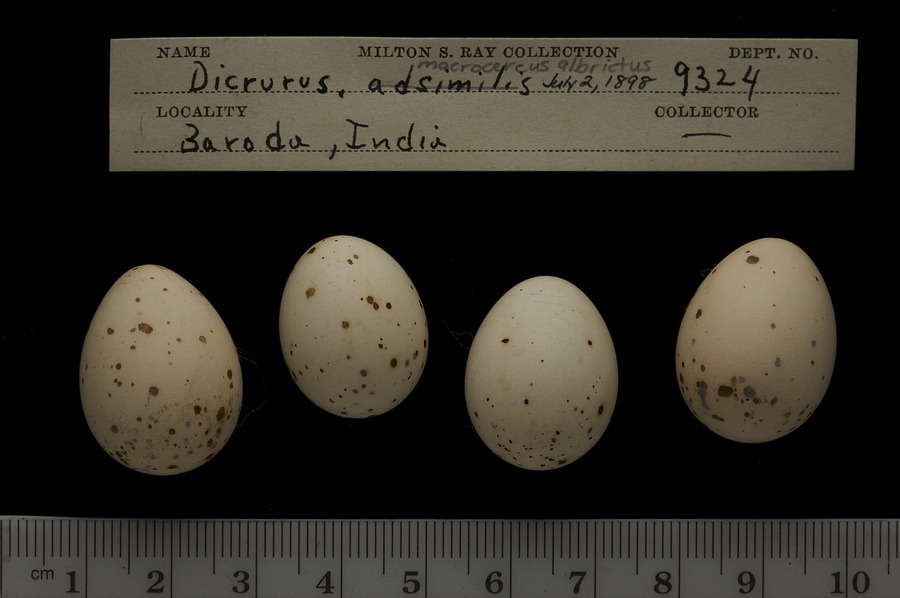 NAME MILTON S. RAY COLLECTION DEPT. NO.
macrocercus albrictus
Dicrurus, adsimilis July 2, 1898 9324
LOCALITY COLLECTOR
Baroda, India —
cm 1 2 3 4 5 6 7 8 9 10